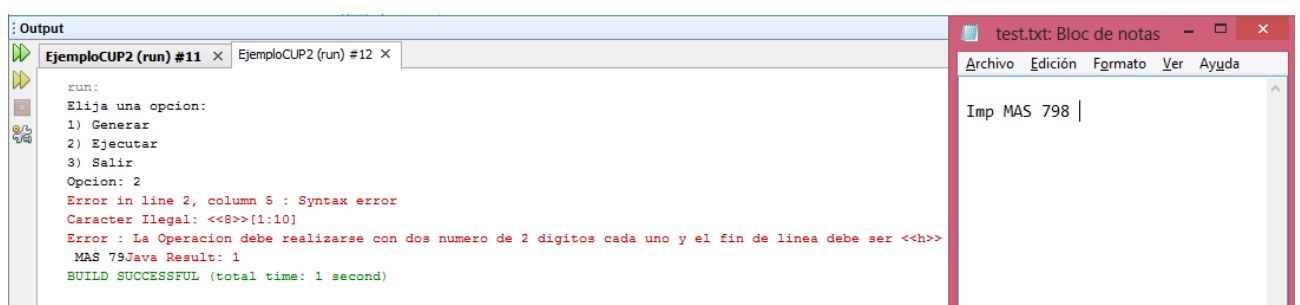 Output
EjemploCUP2 (run) #11 × EjemploCUP2 (run) #12 ×
run:
Elija una opcion:
1) Generar
2) Ejecutar
3) Salir
Opcion: 2
Error in line 2, column 5 : Syntax error
Caracter Ilegal: <<8>>[1:10]
Error : La Operacion debe realizarse con dos numero de 2 digitos cada uno y el fin de linea debe ser <<h>>
MAS 79Java Result: 1
BUILD SUCCESSFUL (total time: 1 second)
test.txt: Bloc de notas
Archivo Edición Formato Ver Ayuda
Imp MAS 798